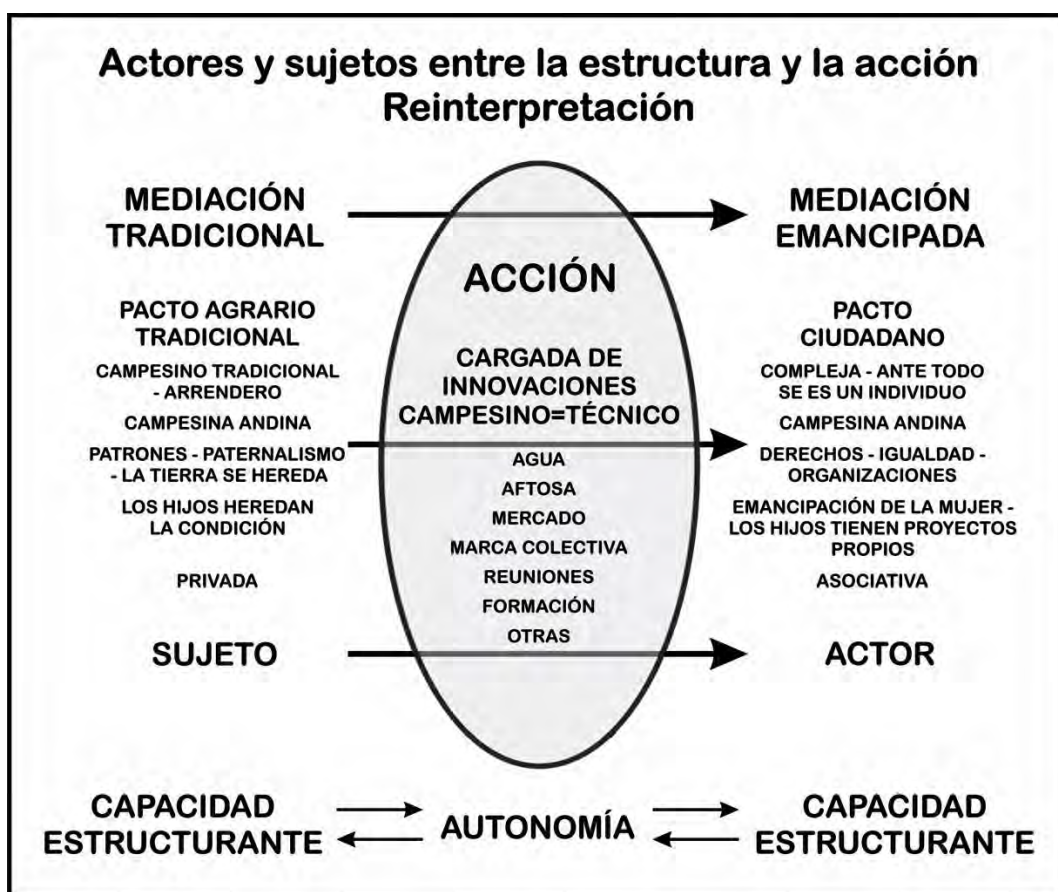 Actores y sujetos entre la estructura y la acción
Reinterpretación
MEDIACIÓN
TRADICIONAL
PACTO AGRARIO
TRADICIONAL
CAMPESINO TRADICIONAL
- ARRENDERO
CAMPESINA ANDINA
PATRONES - PATERNALISMO
- LA TIERRA SE HEREDA
LOS HIJOS HEREDAN
LA CONDICIÓN
PRIVADA
SUJETO
ACCIÓN
CARGADA DE
INNOVACIONES
CAMPESINO=TÉCNICO
AGUA
AFTOSA
MERCADO
MARCA COLECTIVA
REUNIONES
FORMACIÓN
OTRAS
MEDIACIÓN
EMANCIPADA
PACTO
CIUDADANO
COMPLEJA - ANTE TODO
SE ES UN INDIVIDUO
CAMPESINA ANDINA
DERECHOS - IGUALDAD -
ORGANIZACIONES
EMANCIPACIÓN DE LA MUJER -
LOS HIJOS TIENEN PROYECTOS
PROPIOS
ASOCIATIVA
ACTOR
CAPACIDAD
ESTRUCTURANTE
AUTONOMÍA
CAPACIDAD
ESTRUCTURANTE